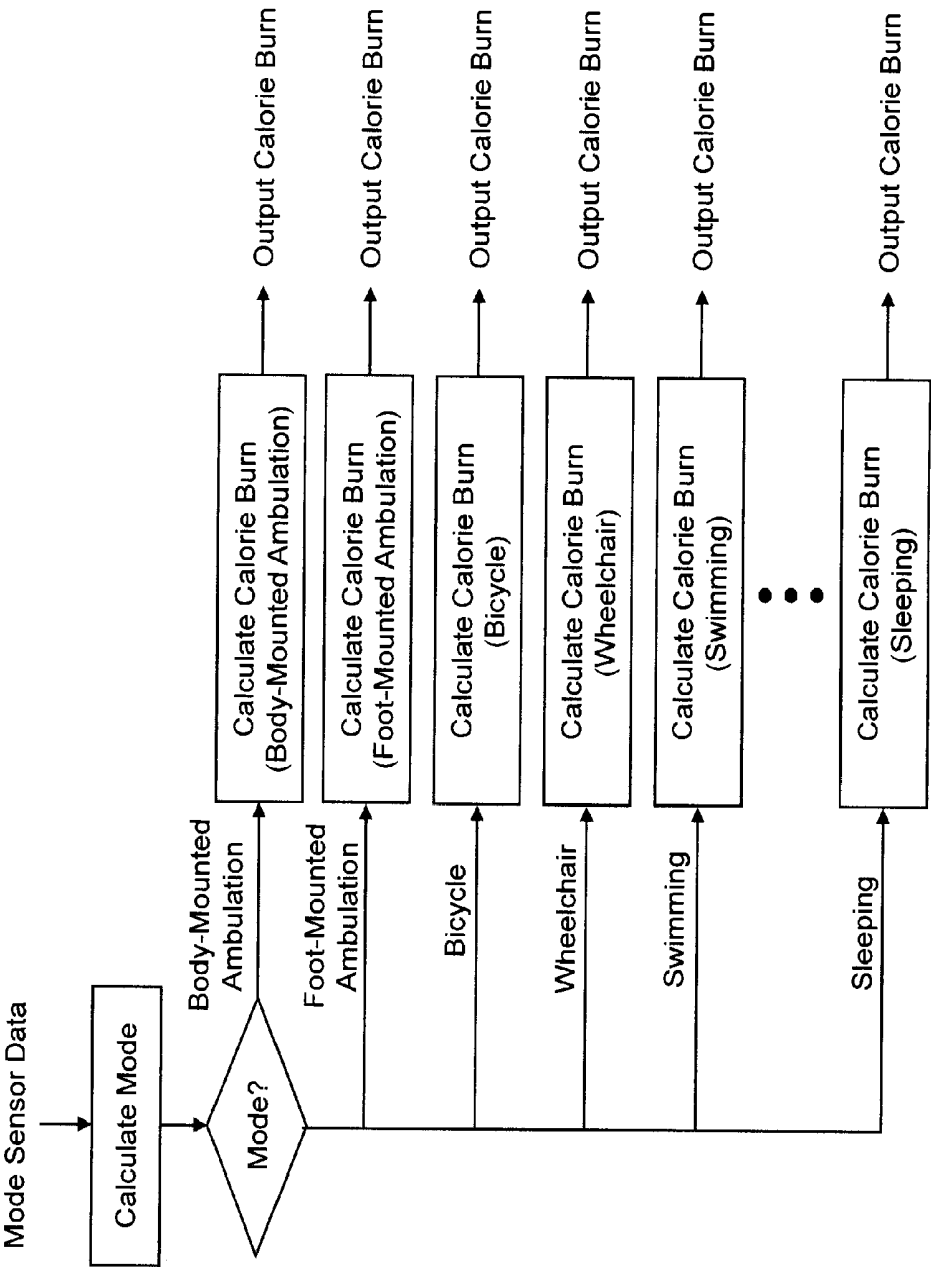 Mode Sensor Data
Calculate Mode
Mode?
Body-Mounted
Ambulation
Calculate Calorie Burn
(Body-Mounted Ambulation)
Output Calorie Burn
Foot-Mounted
Ambulation
Calculate Calorie Burn
(Foot-Mounted Ambulation)
Output Calorie Burn
Bicycle
Calculate Calorie Burn
(Bicycle)
Output Calorie Burn
Wheelchair
Calculate Calorie Burn
(Wheelchair)
Output Calorie Burn
Swimming
Calculate Calorie Burn
(Swimming)
Output Calorie Burn
Sleeping
Calculate Calorie Burn
(Sleeping)
Output Calorie Burn